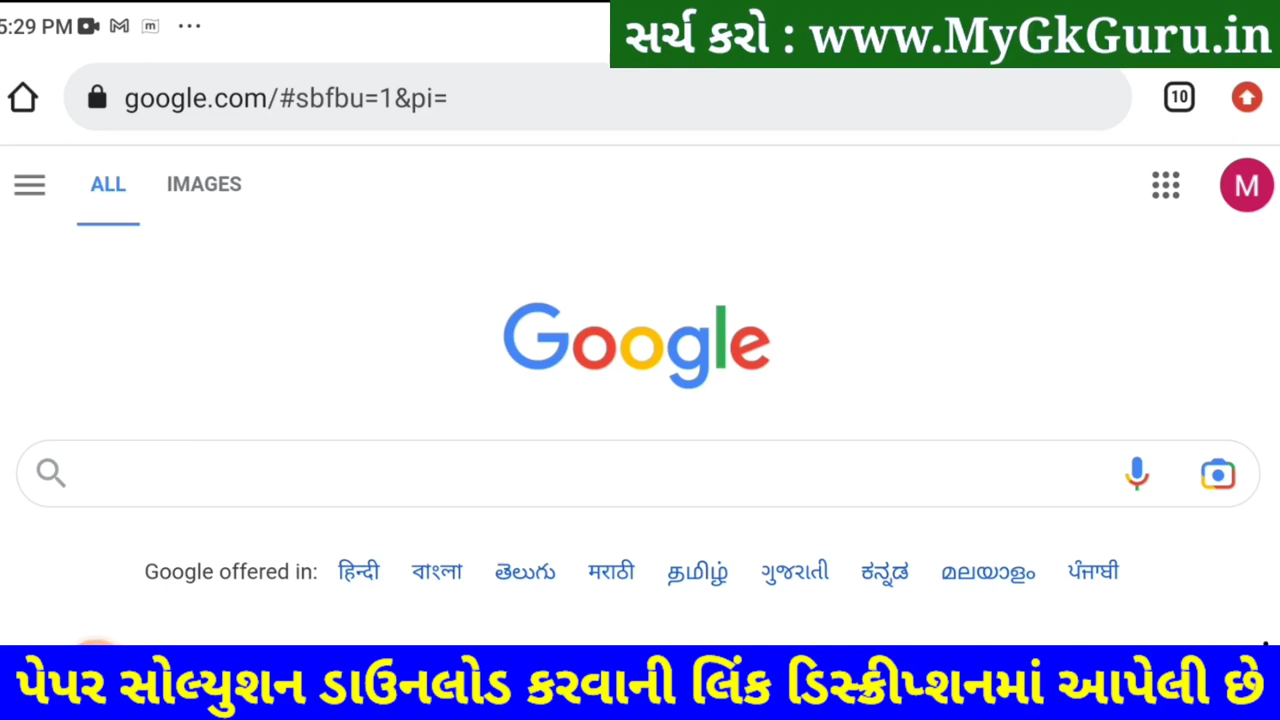 5:29 PM
સર્ચ કરો : www.MyGkGuru.in
google.com/#sbfbu=1&pi=
10
ALL IMAGES
M
Google
Google offered in: हिन्दी বাংলা తెలుగు मराठी தமிழ் ગુજરાતી ಕನ್ನಡ മലയാളം ਪੰਜਾਬੀ
પેપર સોલ્યુશન ડાઉનલોડ કરવાની લિંક ડિસ્ક્રીપ્શનમાં આપેલી છે